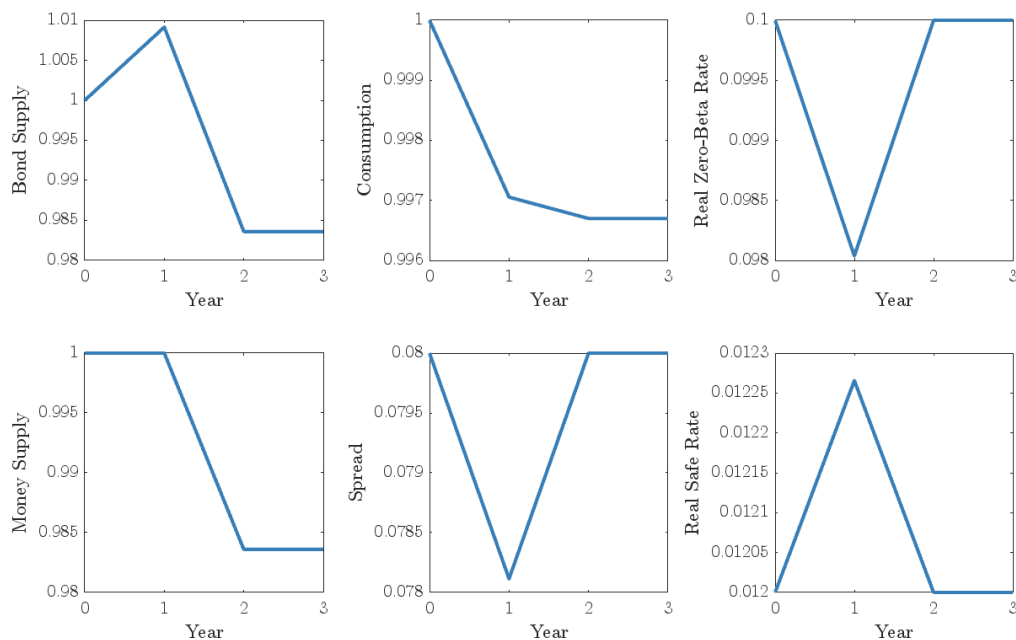 Bond Supply
1.01
1.005
1
0.995
0.99
0.985
0.98
0 1 2 3
Year
Consumption
1
0.999
0.998
0.997
0.996
0 1 2 3
Year
Real Zero-Beta Rate
0.1
0.0995
0.099
0.0985
0.098
0 1 2 3
Year
Money Supply
1
0.995
0.99
0.985
0.98
0 1 2 3
Year
Spread
0.08
0.0795
0.079
0.0785
0.078
0 1 2 3
Year
Real Safe Rate
0.0123
0.01225
0.0122
0.01215
0.0121
0.01205
0.012
0 1 2 3
Year